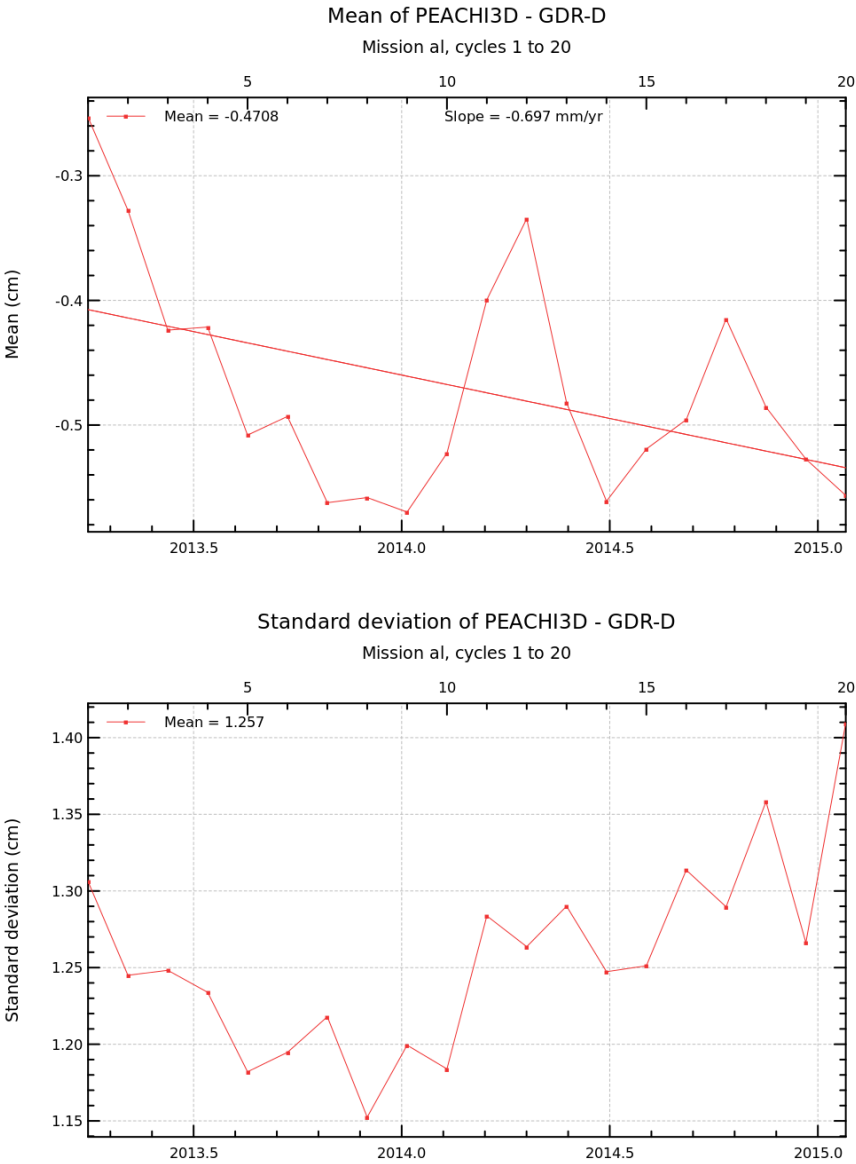 Mean of PEACHI3D - GDR-D
Mission al, cycles 1 to 20
5 10 15 20
Mean = -0.4708 Slope = -0.697 mm/yr
-0.3
-0.4
-0.5
Mean (cm)
2013.5 2014.0 2014.5 2015.0
Standard deviation of PEACHI3D - GDR-D
Mission al, cycles 1 to 20
5 10 15 20
Mean = 1.257
1.40
1.35
1.30
1.25
1.20
1.15
Standard deviation (cm)
2013.5 2014.0 2014.5 2015.0